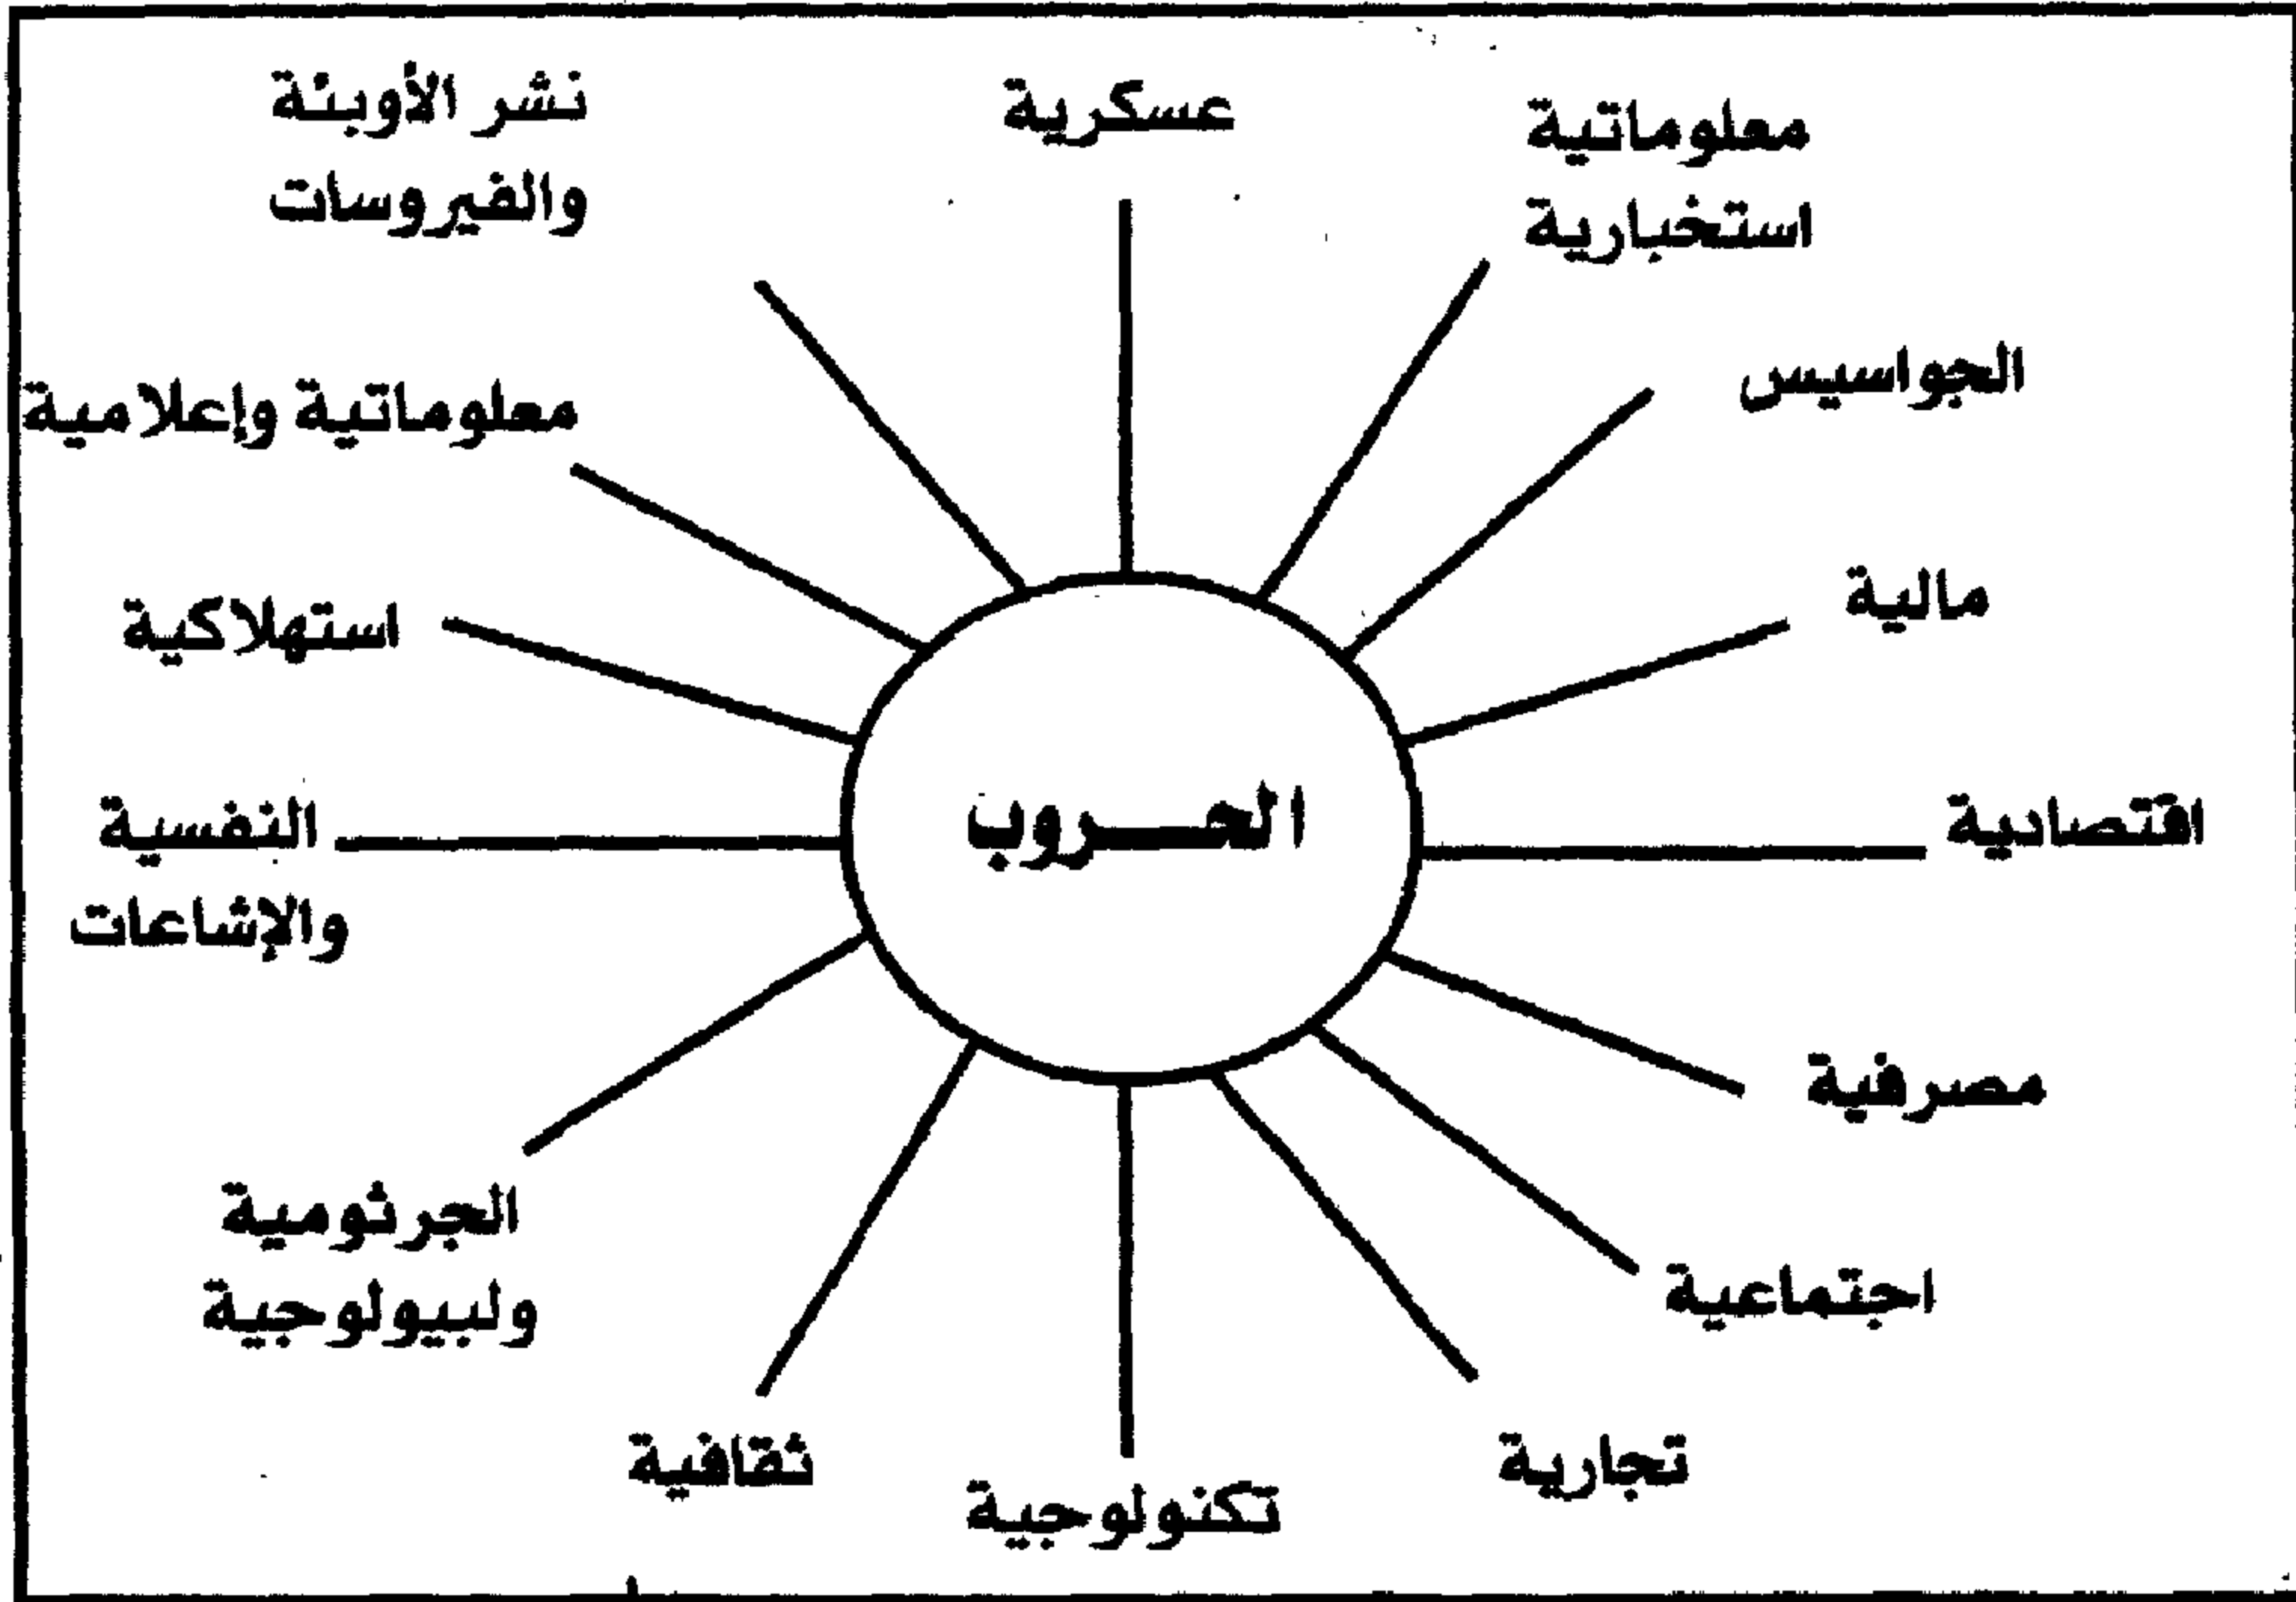 عسكرية
معلوماتية
استخبارية
الجواسيس
مالية
اقتصادية
مصرفية
اجتماعية
تجارية
تكنولوجية
ثقافية
الجرثومية
ولبيولوجية
النفسية
والإشاعات
استهلاكية
معلوماتية وإعلامية
نشر الأوبئة
والفيروسات
الحـــروب